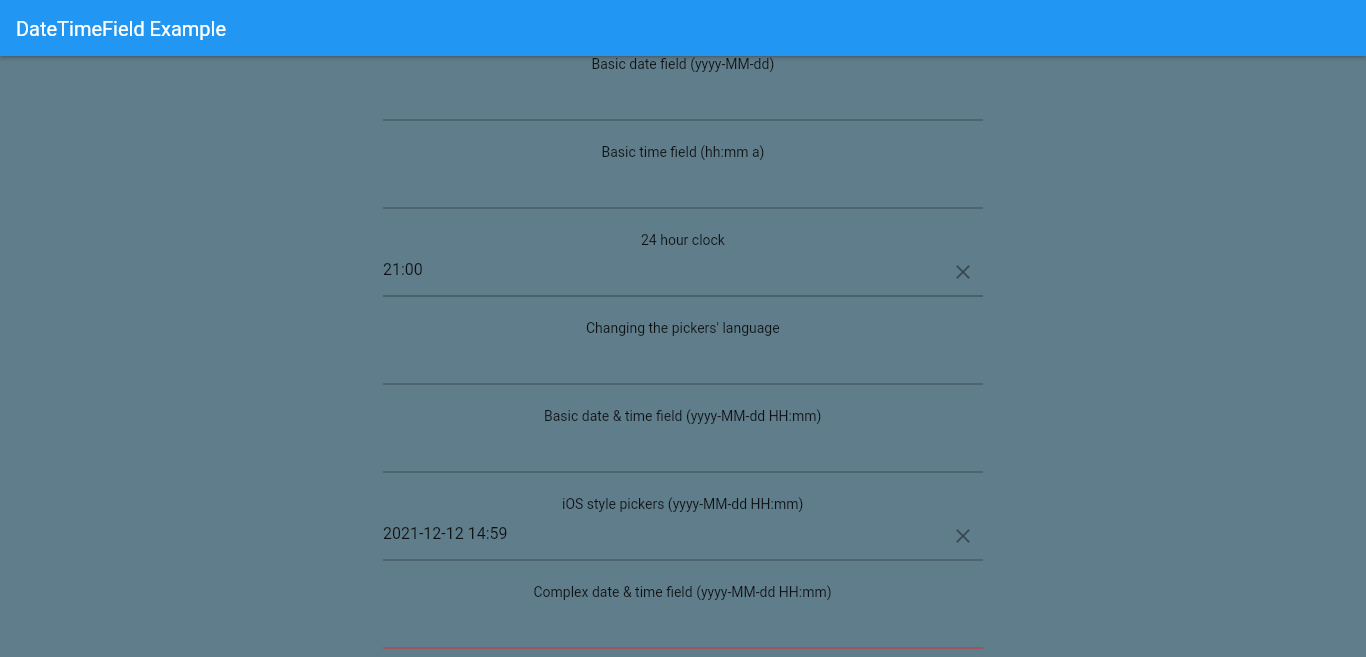 DateTimeField Example
Basic date field (yyyy-MM-dd)
Basic time field (hh:mm a)
24 hour clock
21:00
Changing the pickers' language
Basic date & time field (yyyy-MM-dd HH:mm)
iOS style pickers (yyyy-MM-dd HH:mm)
2021-12-12 14:59
Complex date & time field (yyyy-MM-dd HH:mm)